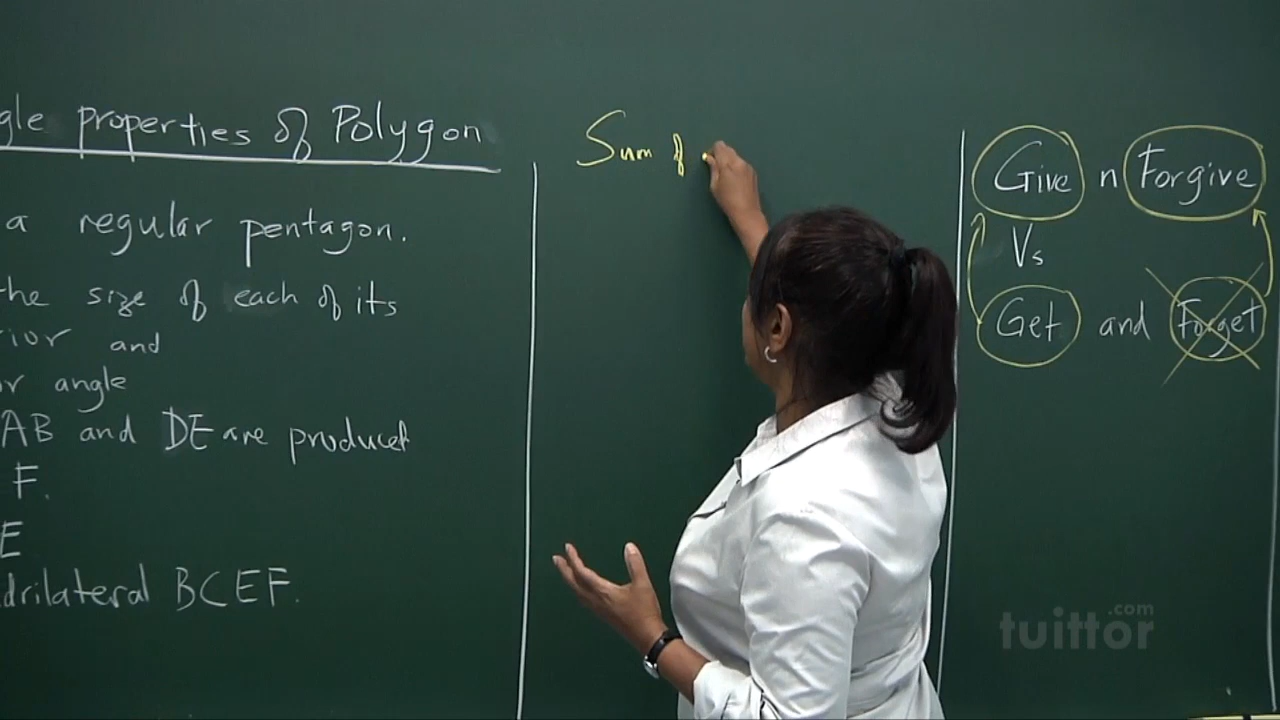 gle properties of Polygon
a regular pentagon.
the size of each of its
rior and
or angle
AB and DE are produced
F.
E
drilateral BCEF.
Sum of
Give n Forgive
Vs
Get and Forget
tuittor.com